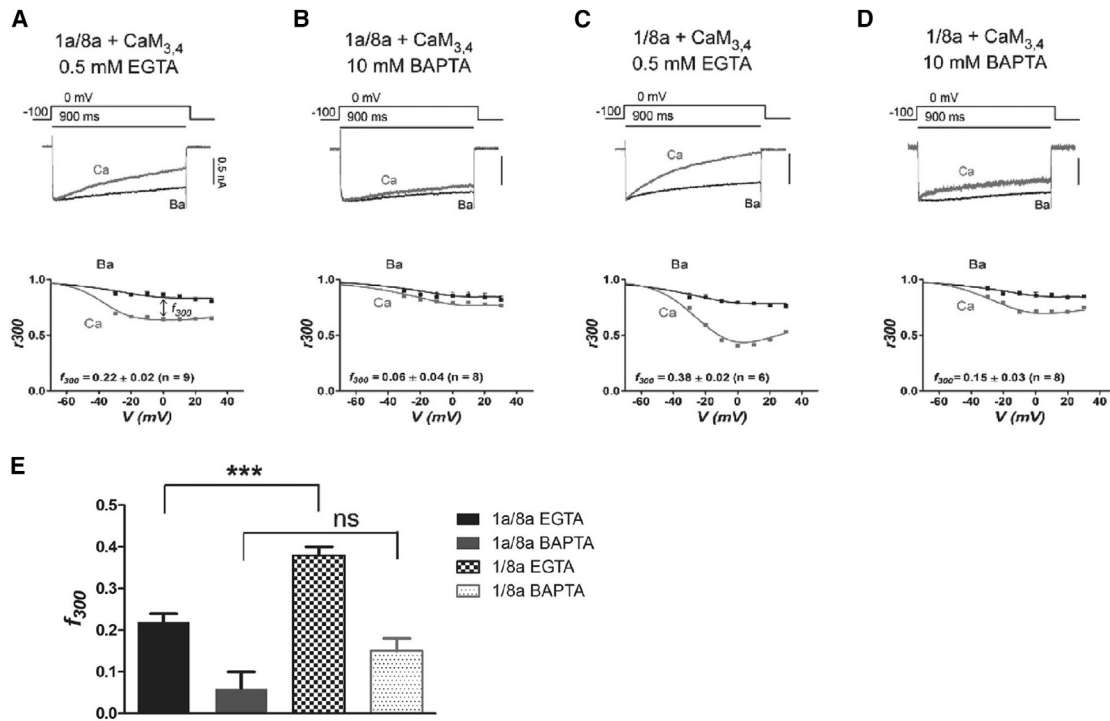 A
1a/8a + CaM3,4
0.5 mM EGTA
0 mV
-100
900 ms
Ca
Ba
0.5 nA
Ba
1.0
0.5
0.0
r300
Ca
f300
f300 = 0.22 ± 0.02 (n = 9)
-60 -40 -20 0 20 40
V (mV)
B
1a/8a + CaM3,4
10 mM BAPTA
0 mV
-100
900 ms
Ca
Ba
Ba
1.0
0.5
0.0
r300
Ca
f300 = 0.06 ± 0.04 (n = 8)
-60 -40 -20 0 20 40
V (mV)
C
1/8a + CaM3,4
0.5 mM EGTA
0 mV
-100
900 ms
Ca
Ba
Ba
1.0
0.5
0.0
r300
Ca
f300 = 0.38 ± 0.02 (n = 6)
-60 -40 -20 0 20 40
V (mV)
D
1/8a + CaM3,4
10 mM BAPTA
0 mV
-100
900 ms
Ca
Ba
Ba
1.0
0.5
0.0
r300
Ca
f300= 0.15 ± 0.03 (n = 8)
-60 -40 -20 0 20 40
V (mV)
E
***
ns
0.5
0.4
0.3
0.2
0.1
0.0
f300
1a/8a EGTA
1a/8a BAPTA
1/8a EGTA
1/8a BAPTA